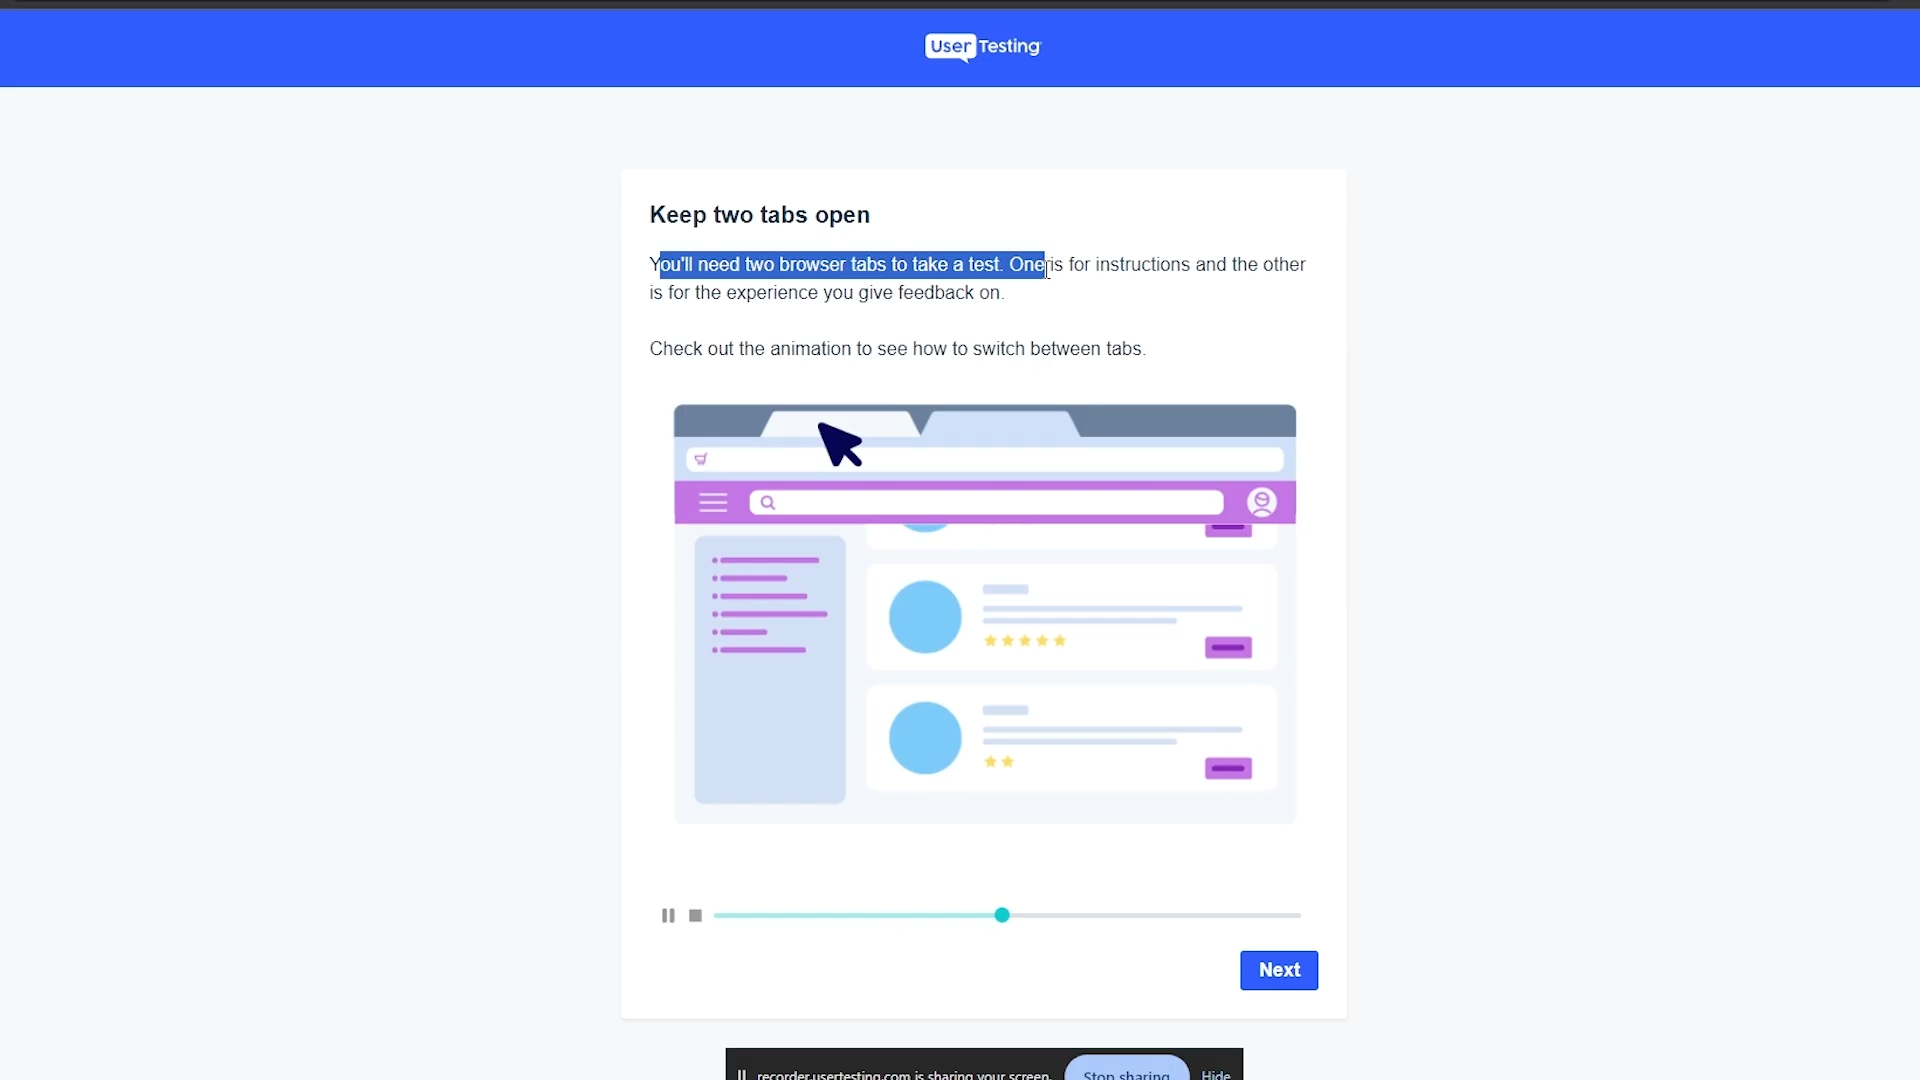 User Testing
Keep two tabs open
You'll need two browser tabs to take a test. One is for instructions and the other
is for the experience you give feedback on.
Check out the animation to see how to switch between tabs.
Next
recorder.usertesting.com is sharing your screen.
Stop sharing
Hide